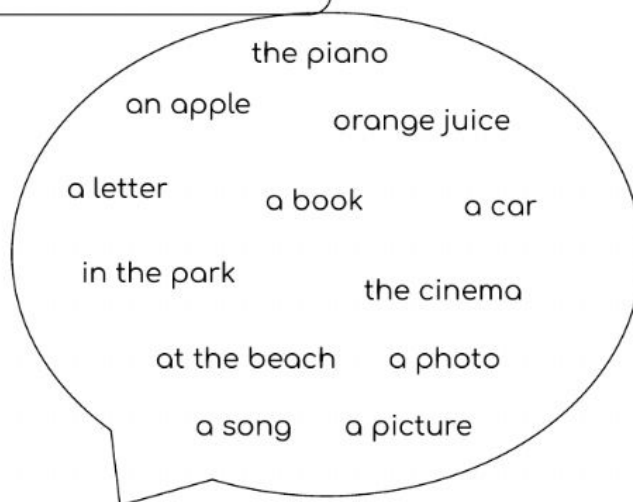 the piano
an apple
orange juice
a letter
a book
a car
in the park
the cinema
at the beach
a photo
a song
a picture